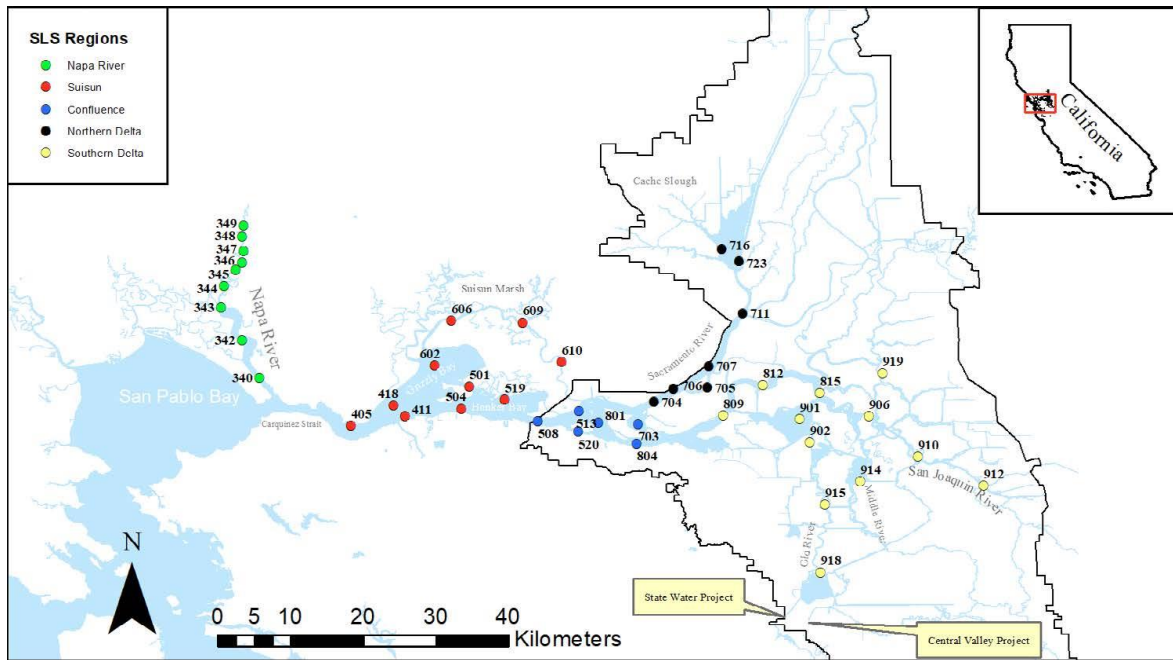 SLS Regions
Napa River
Suisun
Confluence
Northern Delta
Southern Delta
California
Cache Slough
349
348
347
346
345
344
343
342
340
Napa River
716
723
711
Suisun Marsh
606
609
610
602
501
519
504
418
411
405
Honker Bay
San Pablo Bay
Carquinez Strait
Sacramento River
707
706
705
704
812
809
815
919
901
902
906
910
912
914
915
918
508
513
520
801
703
804
San Joaquin River
Middle River
River
State Water Project
Central Valley Project
N
0 5 10 20 30 40
Kilometers